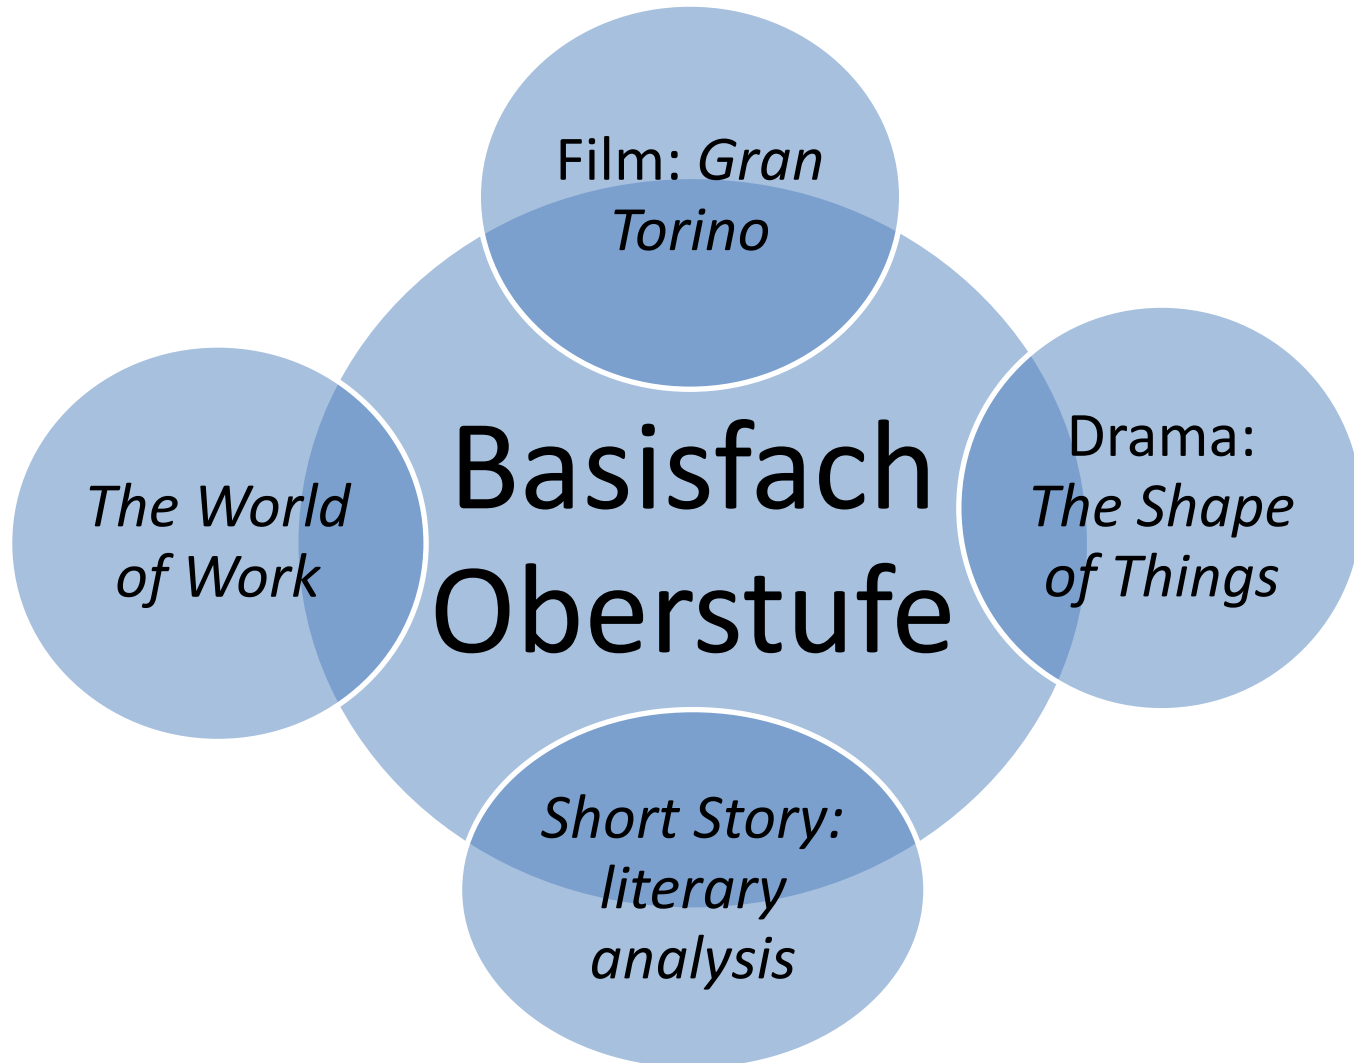 Film: Gran
Torino
Basisfach
Oberstufe
Drama:
The Shape
of Things
Short Story:
literary
analysis
The World
of Work